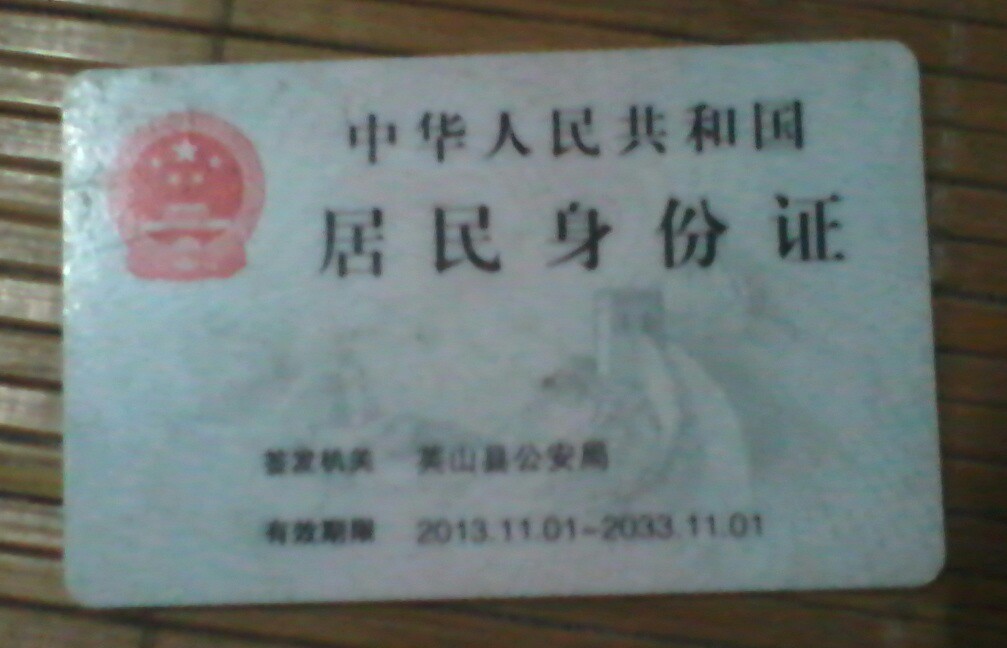 中华人民共和国
居民身份证
签发机关 英山县公安局
有效期限 2013.11.01-2033.11.01